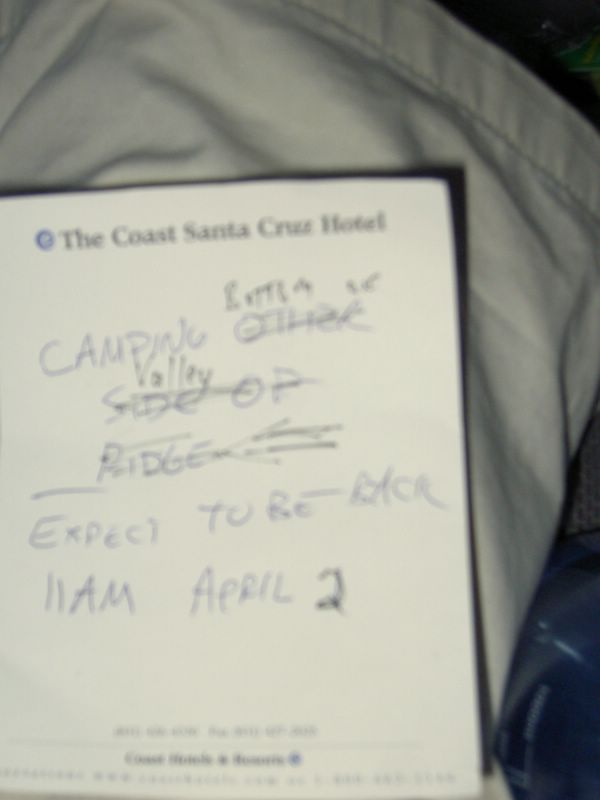 The Coast Santa Cruz Hotel
Bottom of
CAMPING OTHER
Valley
SIDE OF
RIDGE
EXPECT TO BE BACK
11AM APRIL 2
Coast Hotels & Resorts